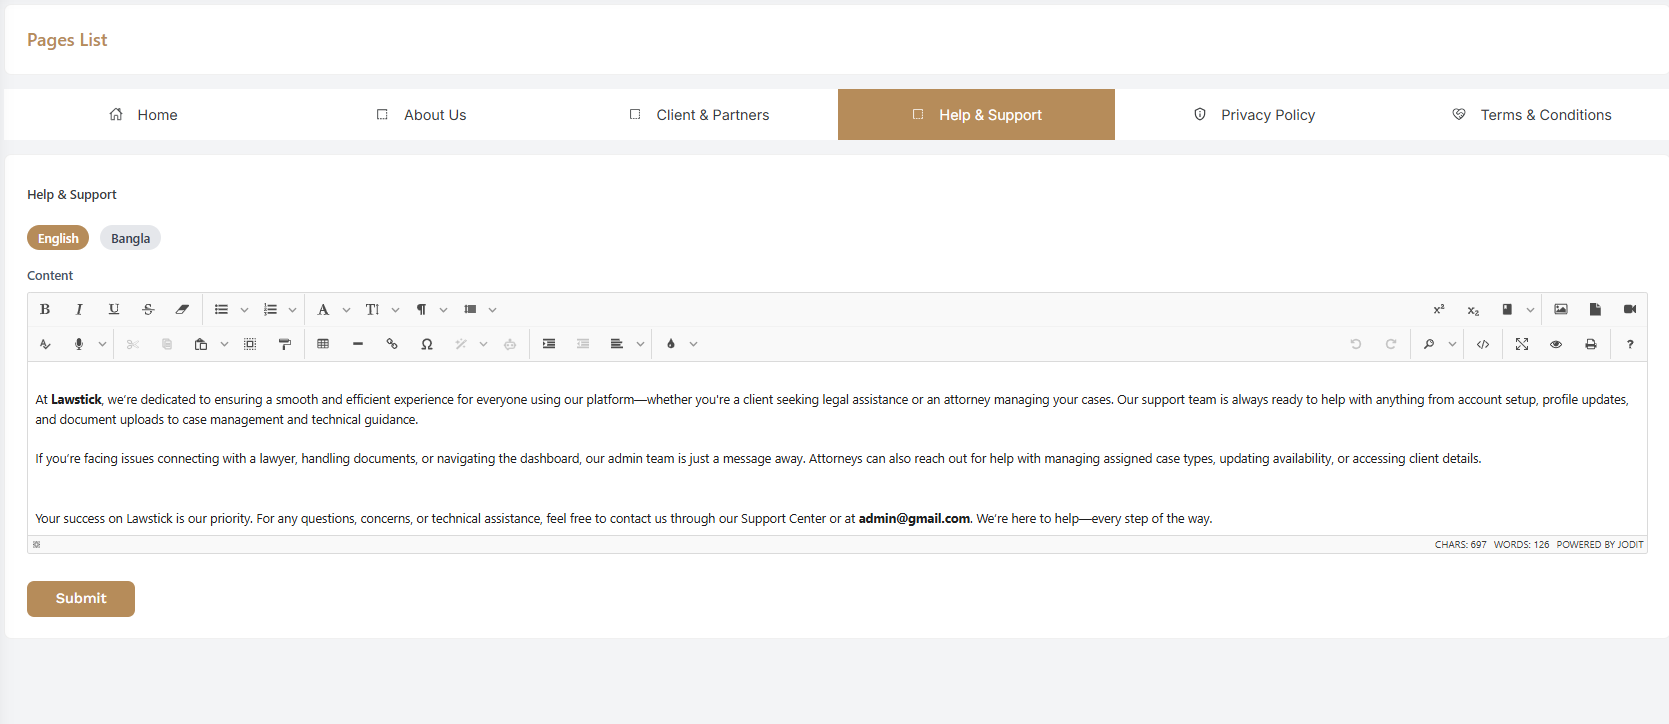 Pages List
Home
About Us
Client & Partners
Help & Support
Privacy Policy
Terms & Conditions
Help & Support
English
Bangla
Content
At Lawstick, we’re dedicated to ensuring a smooth and efficient experience for everyone using our platform—whether you're a client seeking legal assistance or an attorney managing your cases. Our support team is always ready to help with anything from account setup, profile updates,
and document uploads to case management and technical guidance.
If you’re facing issues connecting with a lawyer, handling documents, or navigating the dashboard, our admin team is just a message away. Attorneys can also reach out for help with managing assigned case types, updating availability, or accessing client details.
Your success on Lawstick is our priority. For any questions, concerns, or technical assistance, feel free to contact us through our Support Center or at admin@gmail.com. We’re here to help—every step of the way.
CHARS: 697 WORDS: 126 POWERED BY JODIT
Submit